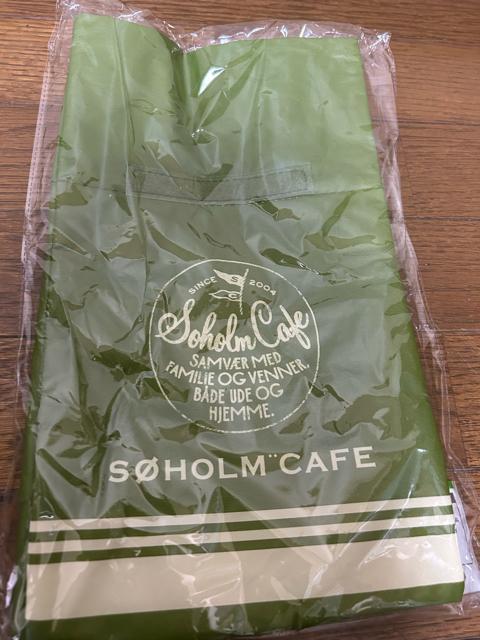 SINCE 2004
S
C
Soholm Cafe
SAMVÆR MED
FAMILIE OG VENNER,
BÅDE UDE OG
HJEMME.
SØHOLM¨CAFE